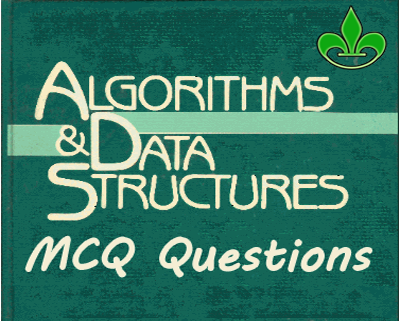 ALGORITHMS
& DATA
STRUCTURES
MCQ Questions